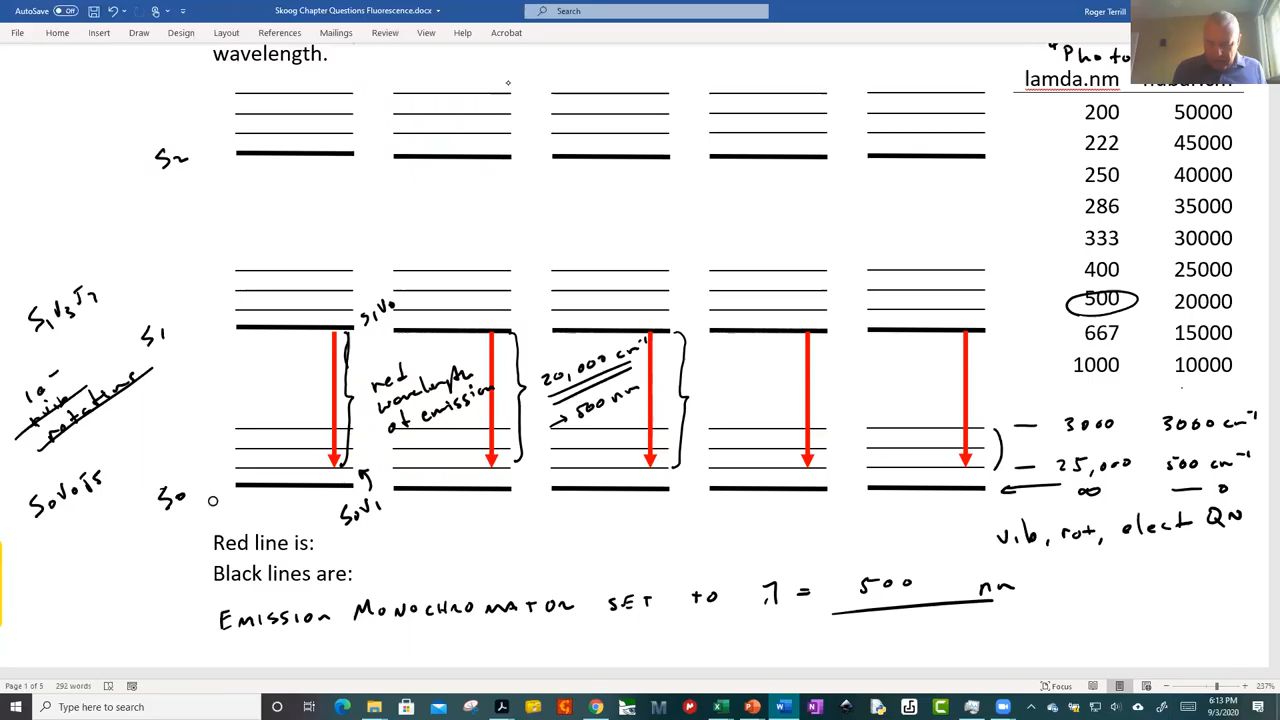 AutoSave Off Skoog Chapter Questions Fluorescence.docx Search Roger Terrill
File Home Insert Draw Design Layout References Mailings Review View Help Acrobat
wavelength.
"Photo
lamda.nm
200 50000
222 45000
250 40000
286 35000
333 30000
400 25000
500 20000
667 15000
1000 10000
S2
S1V3J7
S1
S1V0
red
wavelength
of emission
20,000 cm⁻¹
→ 500 nm
rotations
3000 3000 cm⁻¹
25,000 500 cm⁻¹
∞ 0
S0V0J5
S0
S0V1
vib, rot, elect QN
Red line is:
Black lines are:
EMISSION MONOCHROMATOR SET TO λ = 500 nm
Page 1 of 5 292 words Focus 237%
Type here to search 6:13 PM
9/3/2020